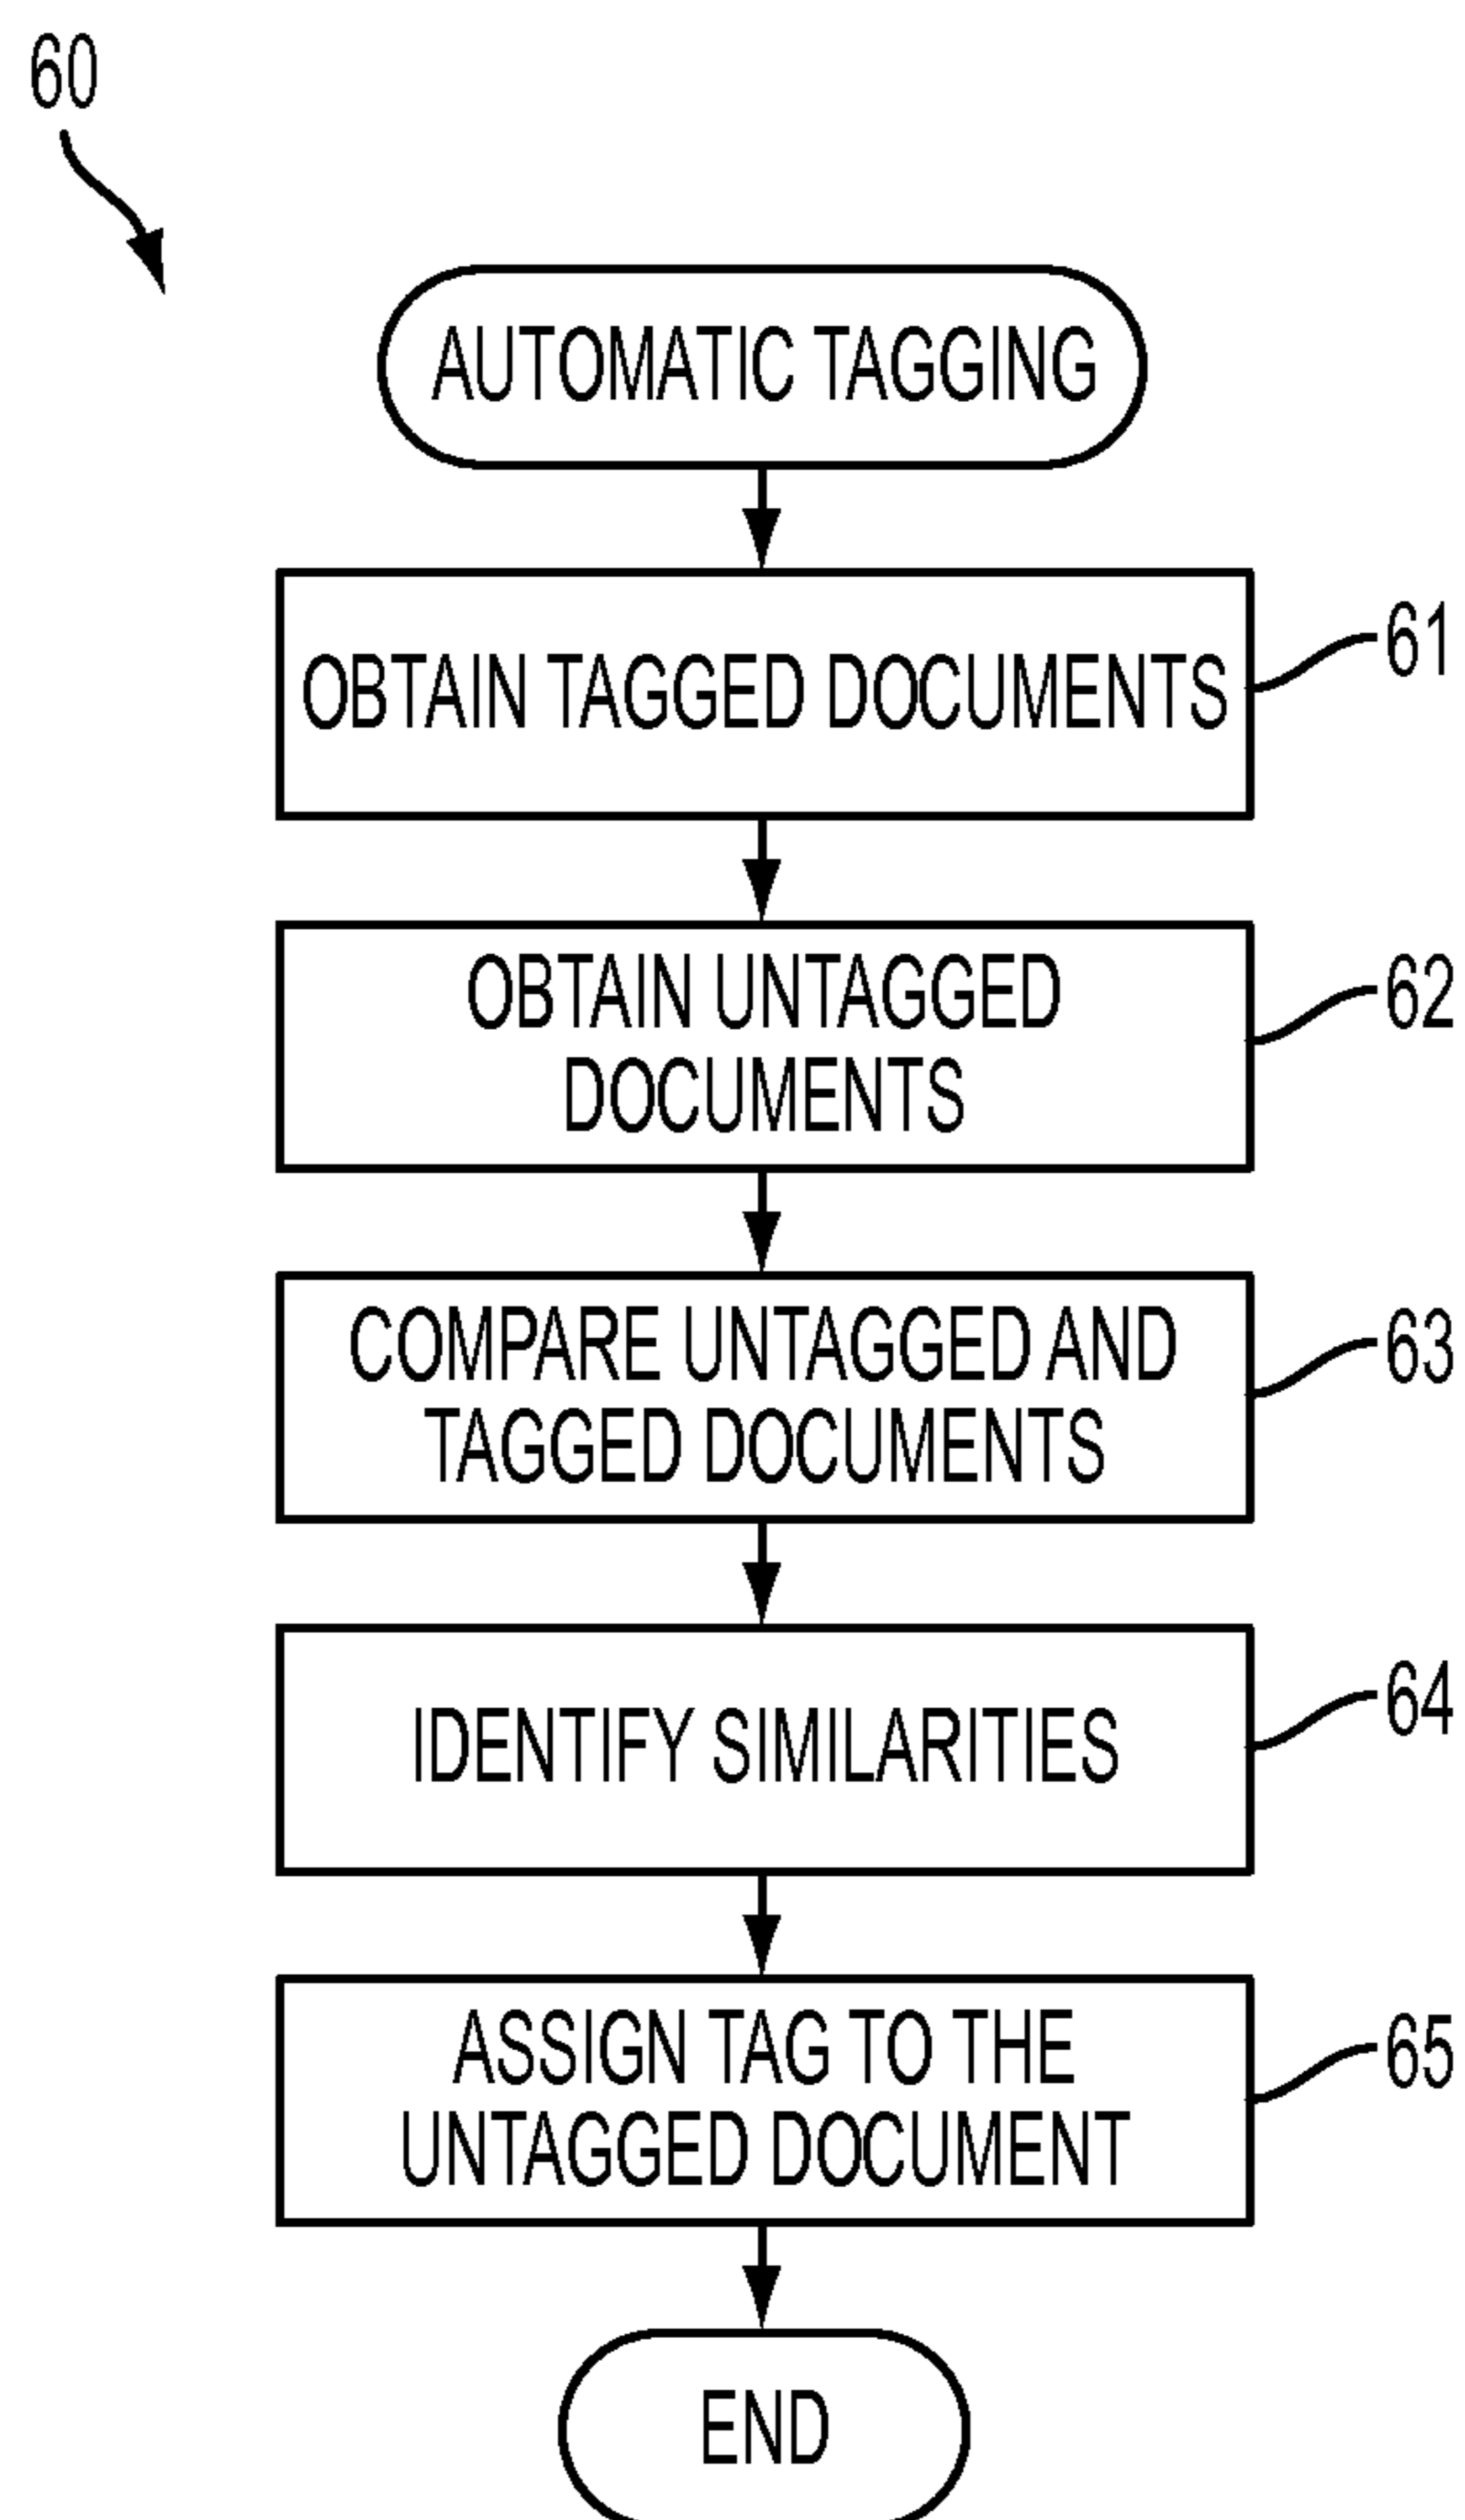 60
AUTOMATIC TAGGING
OBTAIN TAGGED DOCUMENTS
61
OBTAIN UNTAGGED
DOCUMENTS
62
COMPARE UNTAGGED AND
TAGGED DOCUMENTS
63
IDENTIFY SIMILARITIES
64
ASSIGN TAG TO THE
UNTAGGED DOCUMENT
65
END